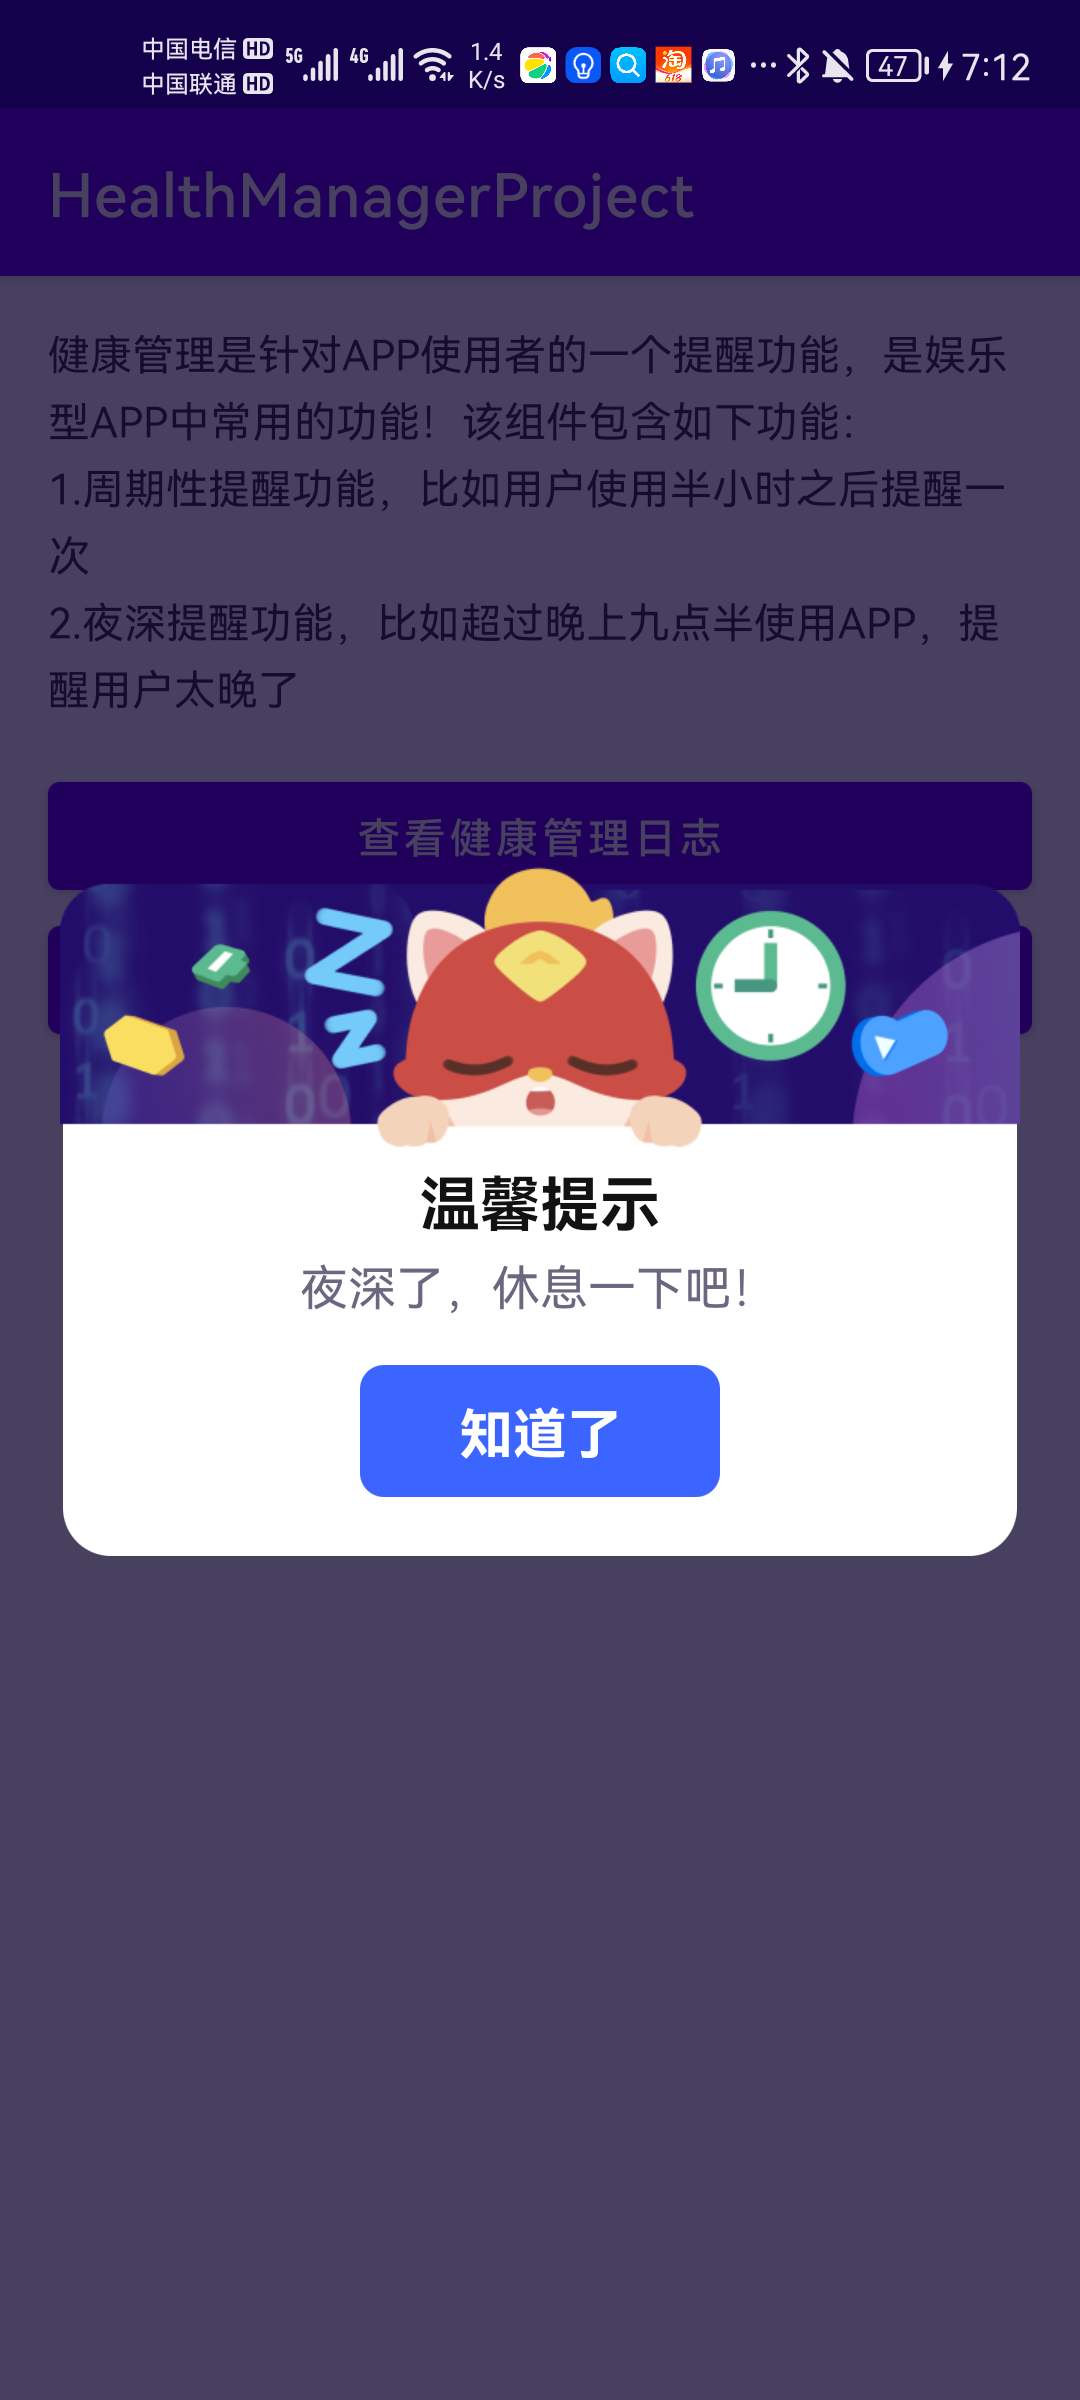 中国电信 HD
中国联通 HD
5G
4G
1.4
K/s
淘
618
47
7:12
HealthManagerProject
健康管理是针对APP使用者的一个提醒功能，是娱乐
型APP中常用的功能！该组件包含如下功能：
1.周期性提醒功能，比如用户使用半小时之后提醒一
次
2.夜深提醒功能，比如超过晚上九点半使用APP，提
醒用户太晚了
查看健康管理日志
温馨提示
夜深了，休息一下吧！
知道了